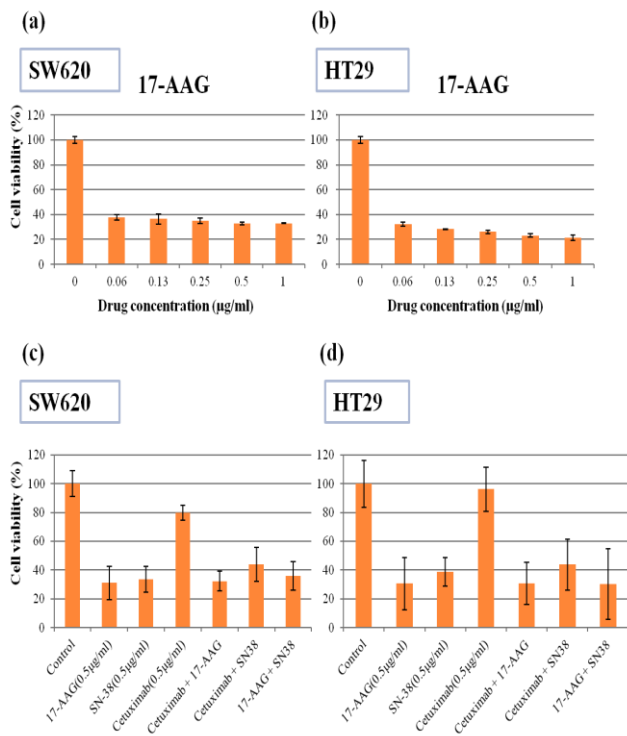 (a)
(b)
SW620
HT29
17-AAG
17-AAG
Cell viability (%)
120
100
80
60
40
20
0
0 0.06 0.13 0.25 0.5 1
Drug concentration (µg/ml)
120
100
80
60
40
20
0
0 0.06 0.13 0.25 0.5 1
Drug concentration (µg/ml)
(c)
(d)
SW620
HT29
Cell viability (%)
120
100
80
60
40
20
0
Control
17-AAG(0.5µg/ml)
SN-38(0.5µg/ml)
Cetuximab(0.5µg/ml)
Cetuximab + 17-AAG
Cetuximab + SN38
17-AAG + SN38
120
100
80
60
40
20
0
Control
17-AAG(0.5µg/ml)
SN-38(0.5µg/ml)
Cetuximab(0.5µg/ml)
Cetuximab + 17-AAG
Cetuximab + SN38
17-AAG + SN38